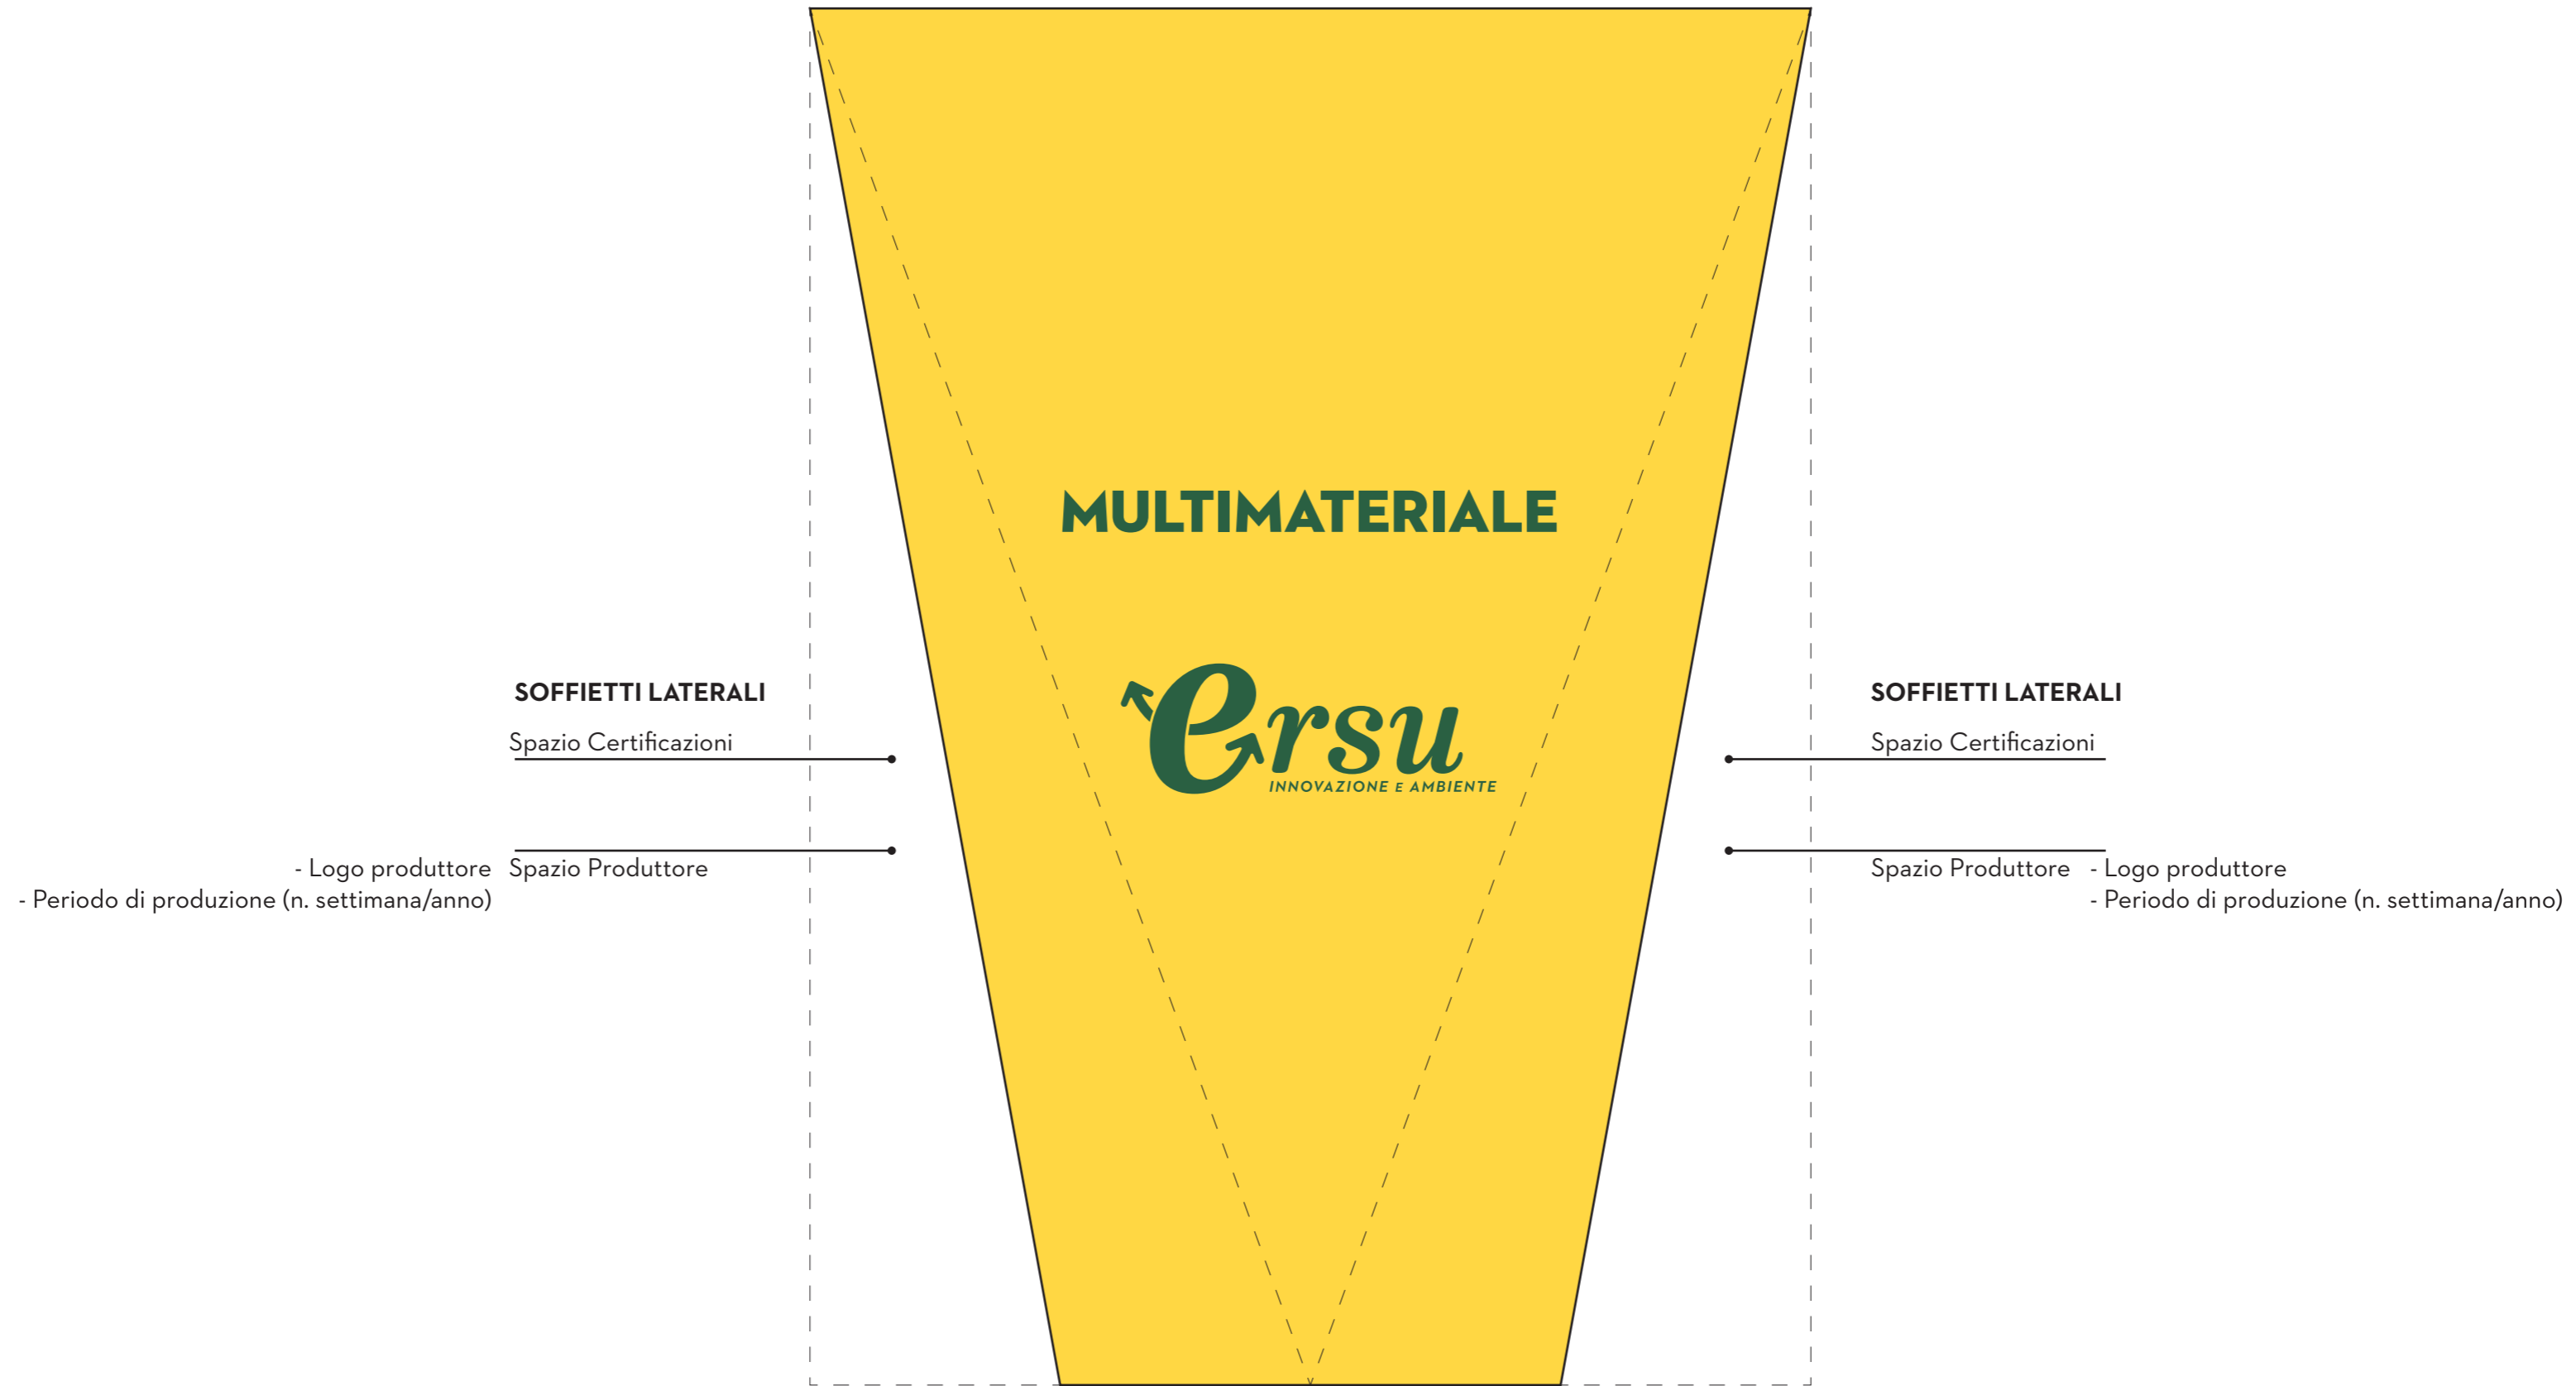 MULTIMATERIALE
ersu
INNOVAZIONE E AMBIENTE
SOFFIETTI LATERALI
Spazio Certificazioni
Spazio Produttore
- Logo produttore
- Periodo di produzione (n. settimana/anno)
SOFFIETTI LATERALI
Spazio Certificazioni
Spazio Produttore
- Logo produttore
- Periodo di produzione (n. settimana/anno)